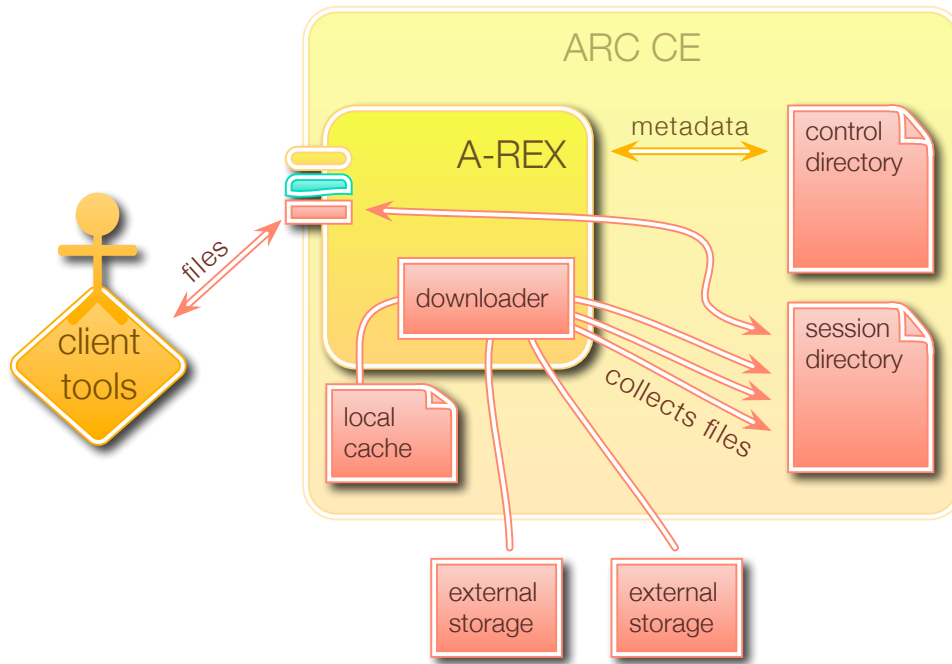 ARC CE
A-REX
metadata
control
directory
files
client
tools
downloader
session
directory
collects files
local
cache
external
storage
external
storage